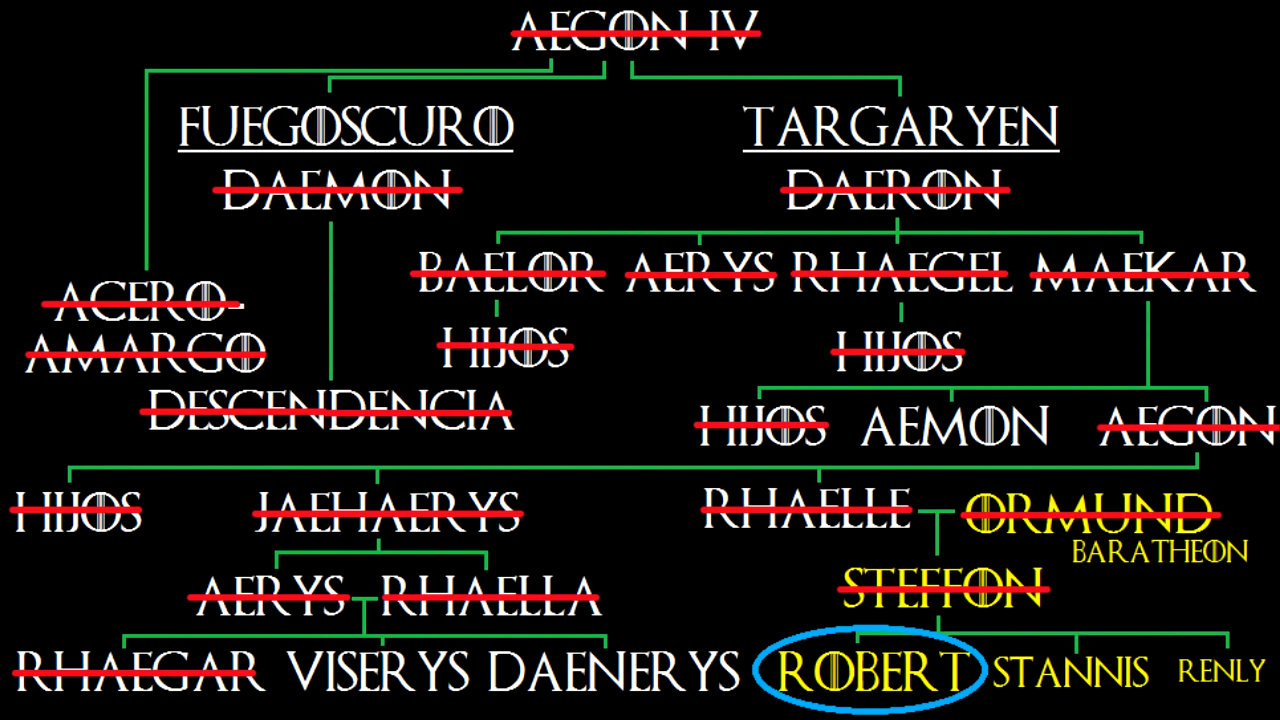 AEGON IV
FUEGOSCURO
TARGARYEN
DAEMON
DAERON
BAELOR AERYS RHAEGEL MAEKAR
ACERO-
AMARGO
HIJOS
HIJOS
DESCENDENCIA
HIJOS AEMON AEGON
HIJOS JAEHAERYS RHAELLE ORMUND
BARATHEON
AERYS RHAELLA STEFFON
RHAEGAR VISERYS DAENERYS ROBERT STANNIS RENLY